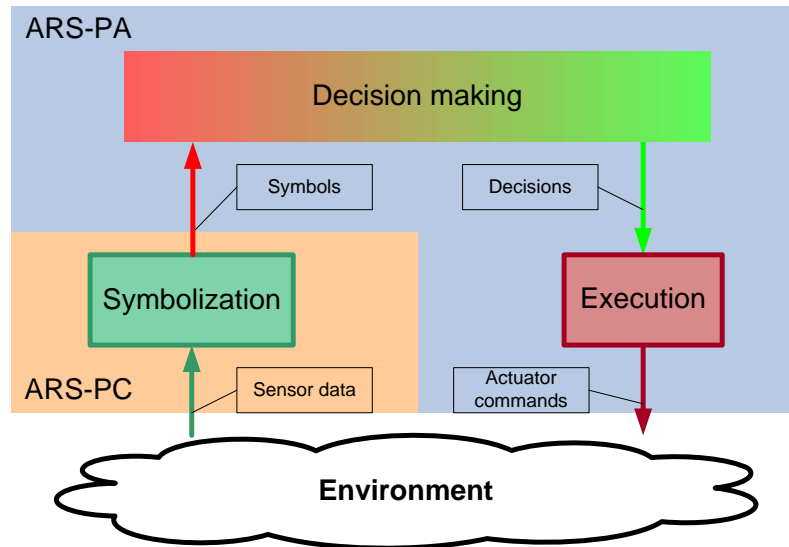 ARS-PA
Decision making
Symbols
Decisions
Symbolization
Execution
ARS-PC
Sensor data
Actuator
commands
Environment